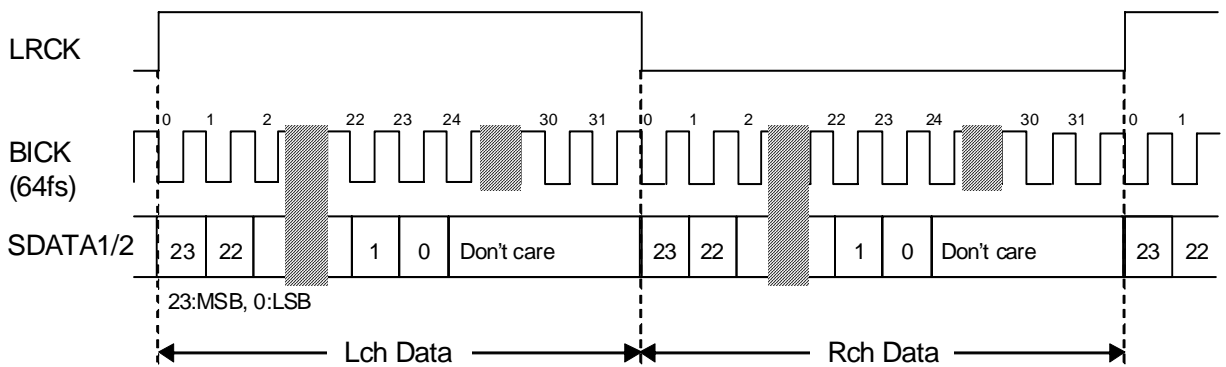 LRCK
0 1 2 22 23 24 30 31 0 1 2 22 23 24 30 31 0 1
BICK
(64fs)
SDATA1/2 23 22 1 0 Don't care 23 22 1 0 Don't care 23 22
23:MSB, 0:LSB
Lch Data Rch Data